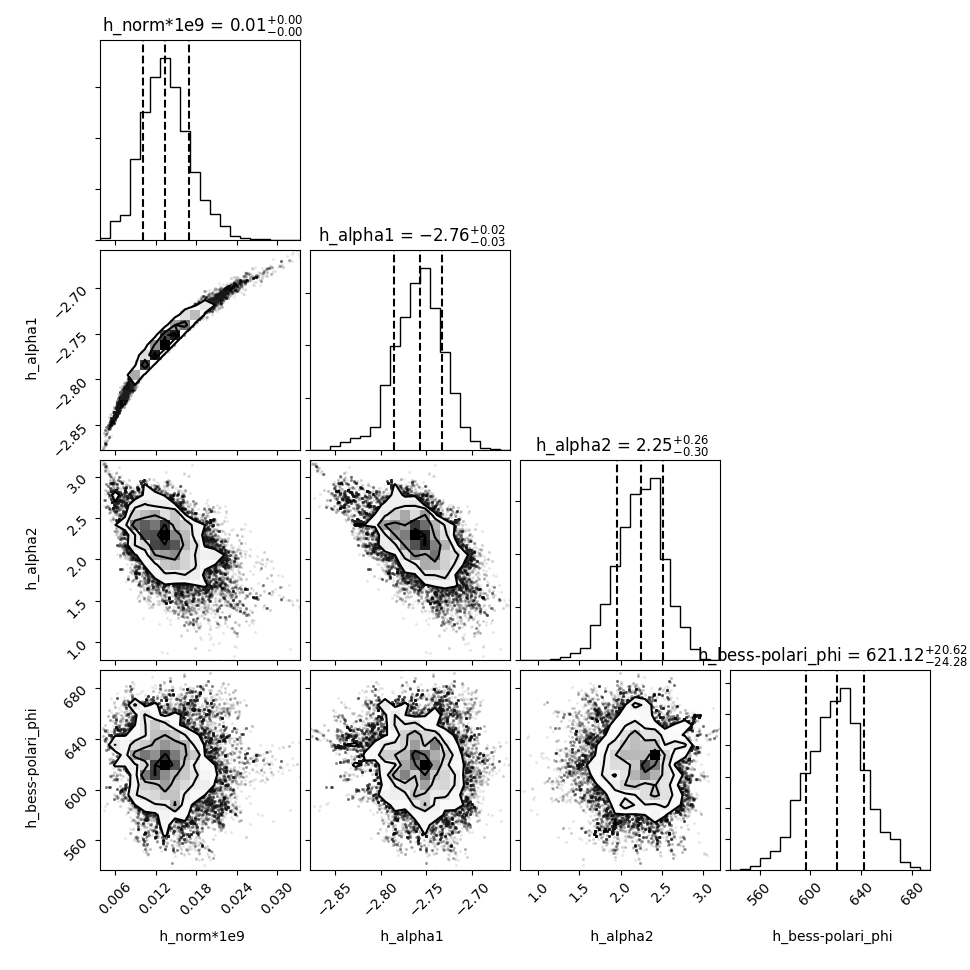 h_norm*1e9 = 0.01+0.00−0.00
h_alpha1 = −2.76+0.02−0.03
−2.70
−2.75
−2.80
−2.85
h_alpha1
h_alpha2 = 2.25+0.26−0.30
3.0
2.5
2.0
1.5
1.0
h_alpha2
h_bess-polari_phi = 621.12+20.62−24.28
680
640
600
560
h_bess-polari_phi
0.006 0.012 0.018 0.024 0.030 −2.85 −2.80 −2.75 −2.70 1.0 1.5 2.0 2.5 3.0 560 600 640 680
h_norm*1e9 h_alpha1 h_alpha2 h_bess-polari_phi